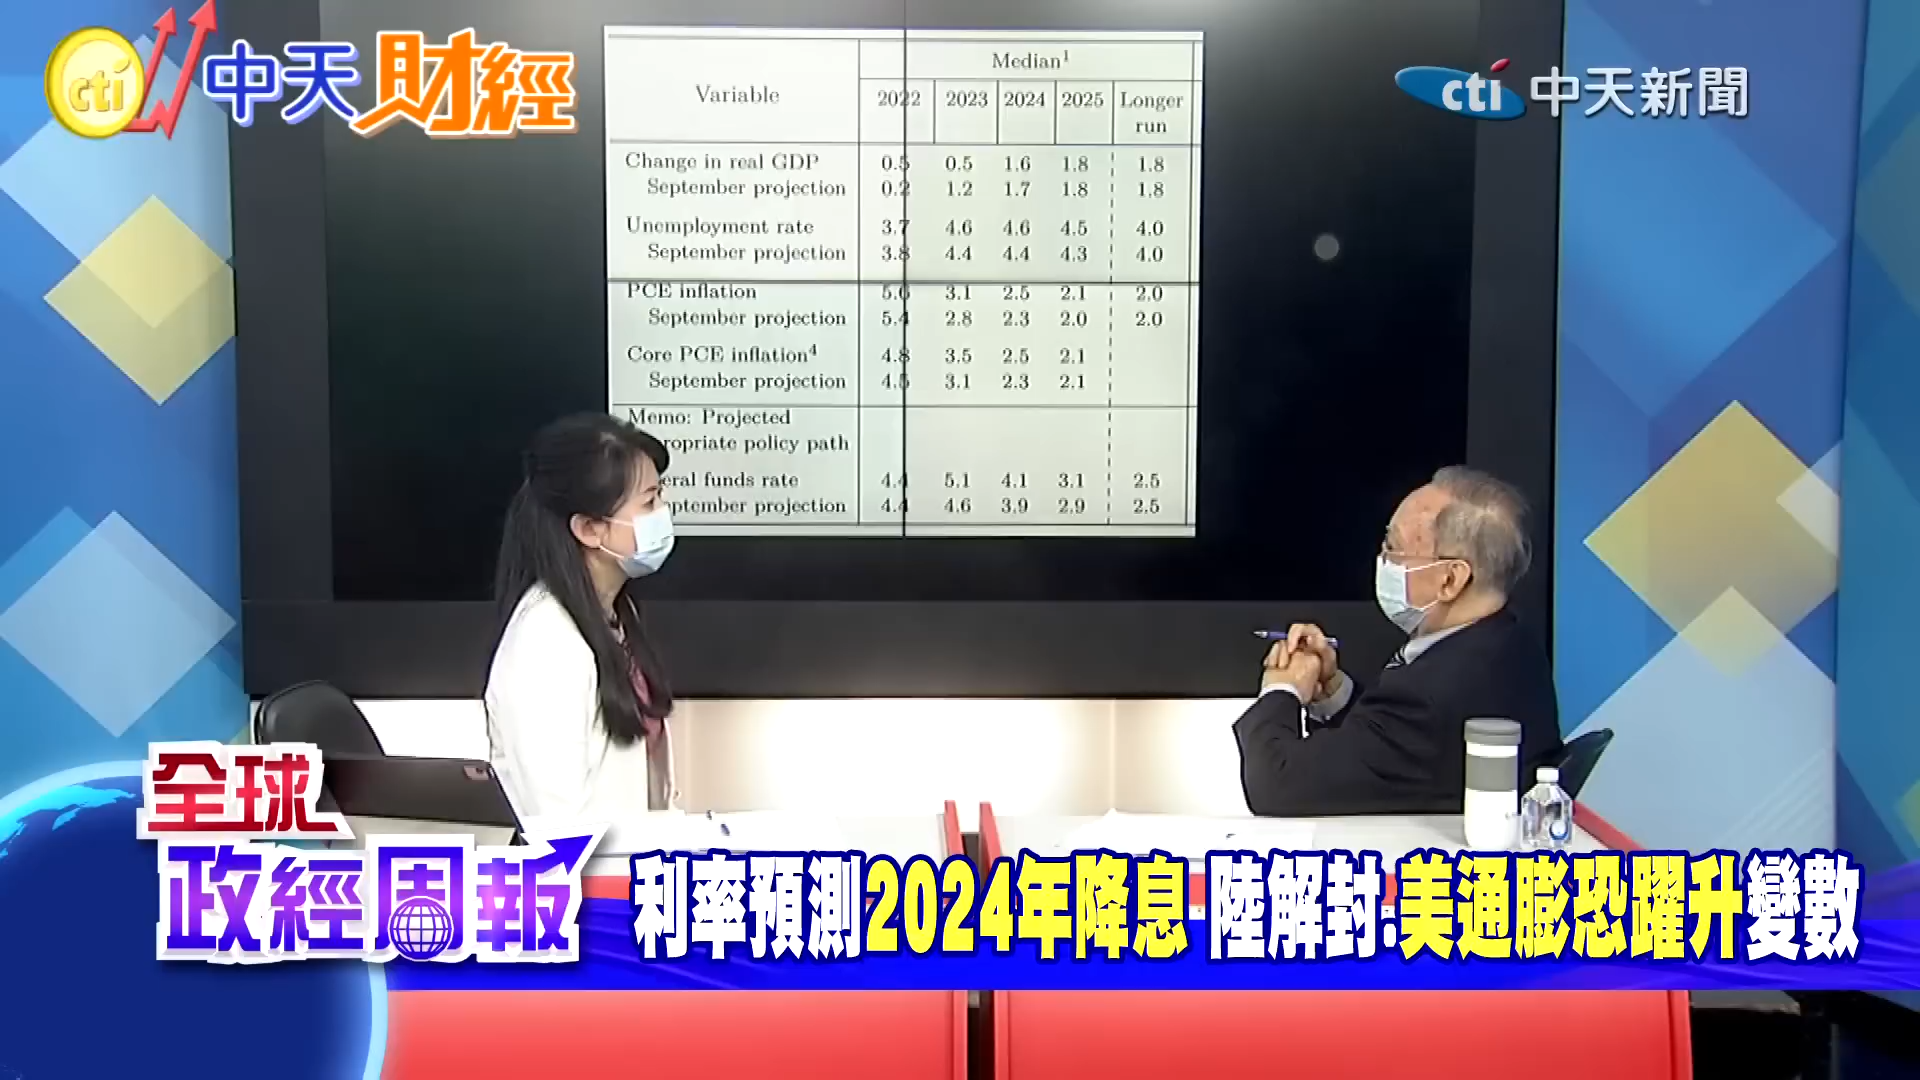 cti 中天財經
cti 中天新聞
Variable Median1
2022 2023 2024 2025 Longer run
Change in real GDP 0.5 0.5 1.6 1.8 1.8
September projection 0.2 1.2 1.7 1.8 1.8
Unemployment rate 3.7 4.6 4.6 4.5 4.0
September projection 3.8 4.4 4.4 4.3 4.0
PCE inflation 5.6 3.1 2.5 2.1 2.0
September projection 5.4 2.8 2.3 2.0 2.0
Core PCE inflation4 4.8 3.5 2.5 2.1
September projection 4.5 3.1 2.3 2.1
Memo: Projected
ropriate policy path
eral funds rate 4.4 5.1 4.1 3.1 2.5
ptember projection 4.4 4.6 3.9 2.9 2.5
全球
政經周報
利率預測2024年降息 陸解封:美通膨恐躍升變數